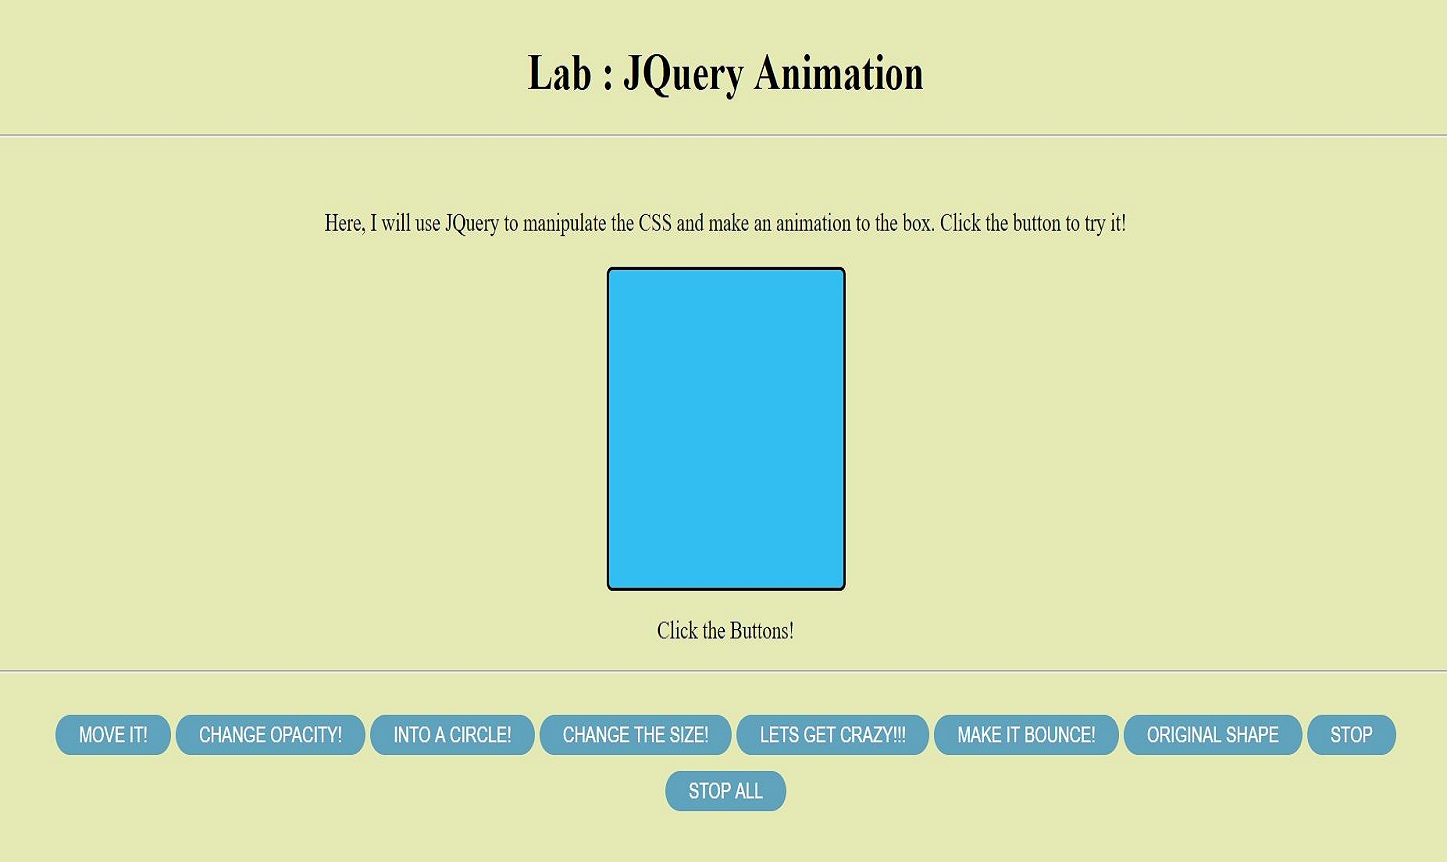 Lab : JQuery Animation
Here, I will use JQuery to manipulate the CSS and make an animation to the box. Click the button to try it!
Click the Buttons!
MOVE IT! CHANGE OPACITY! INTO A CIRCLE! CHANGE THE SIZE! LETS GET CRAZY!!! MAKE IT BOUNCE! ORIGINAL SHAPE STOP
STOP ALL